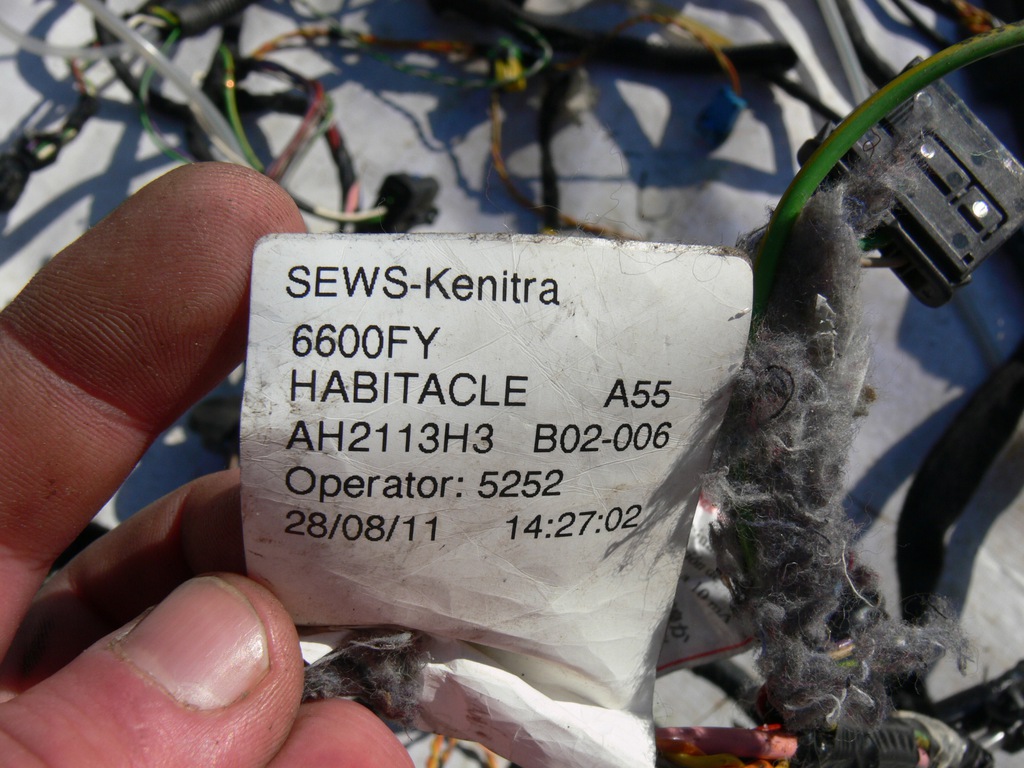 SEWS-Kenitra
6600FY
HABITACLE A55
AH2113H3 B02-006
Operator: 5252
28/08/11 14:27:02